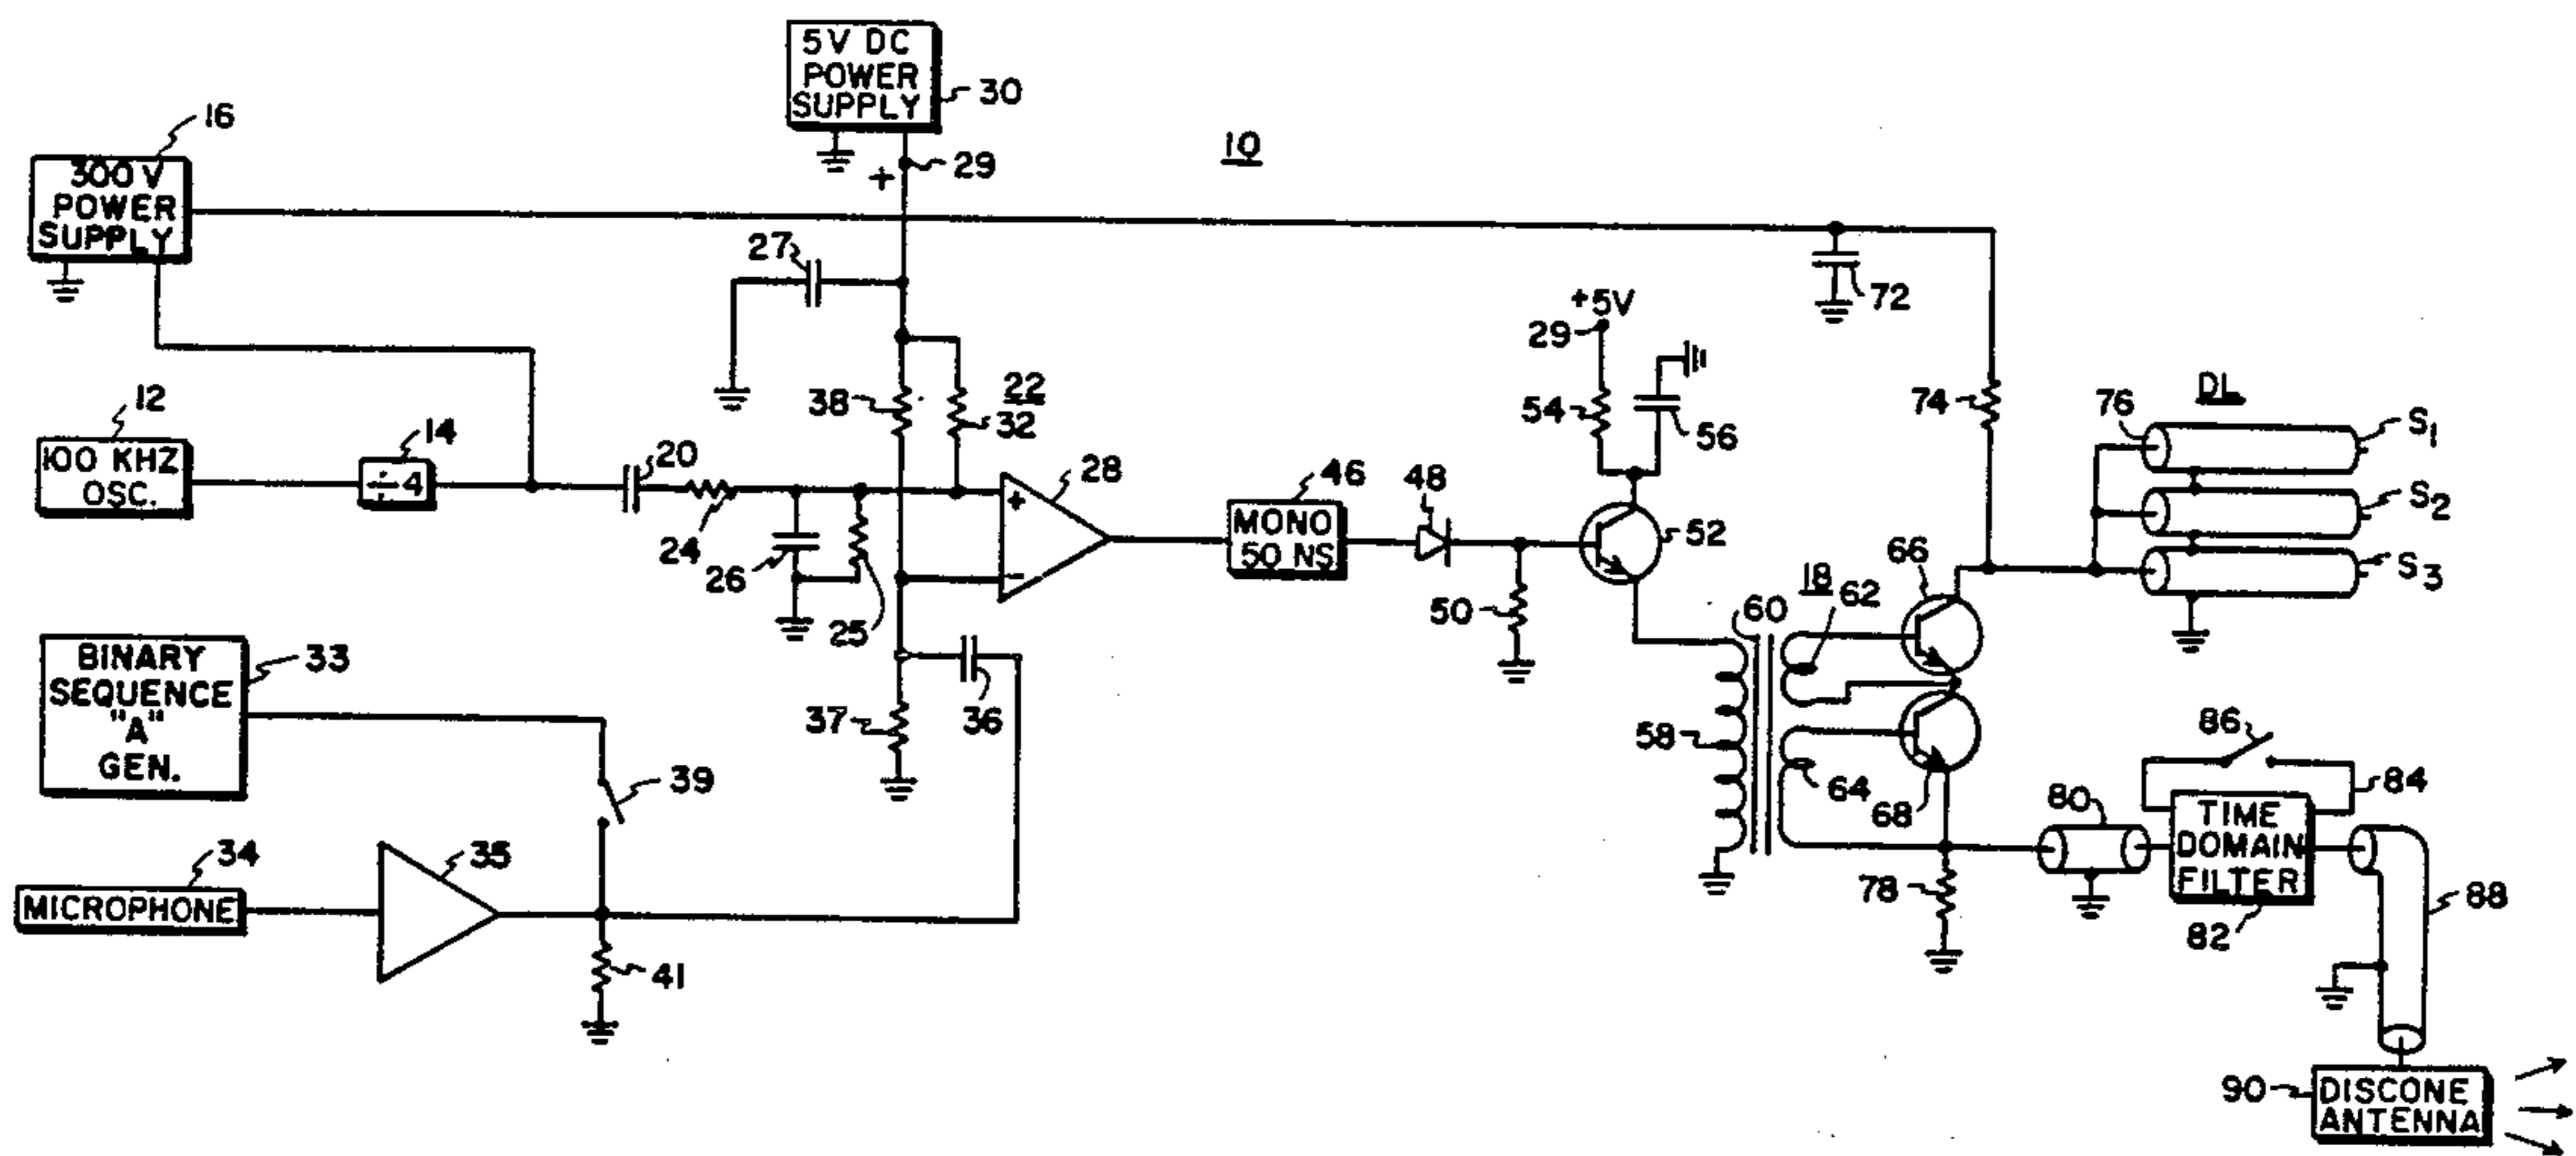 5V DC
POWER
SUPPLY
30
16
10
+
29
300 V
POWER
SUPPLY
27
72
+5V
29
12
14
20
38
22
32
28
54
56
74
DL
76
S1
S2
S3
100 KHZ
OSC.
÷4
24
26
25
+
−
46
MONO
50 NS
48
52
50
66
18
60
62
BINARY
SEQUENCE
"A"
GEN.
33
37
36
39
58
64
68
86
84
80
TIME
DOMAIN
FILTER
82
88
78
34
MICROPHONE
35
41
90
DISCONE
ANTENNA